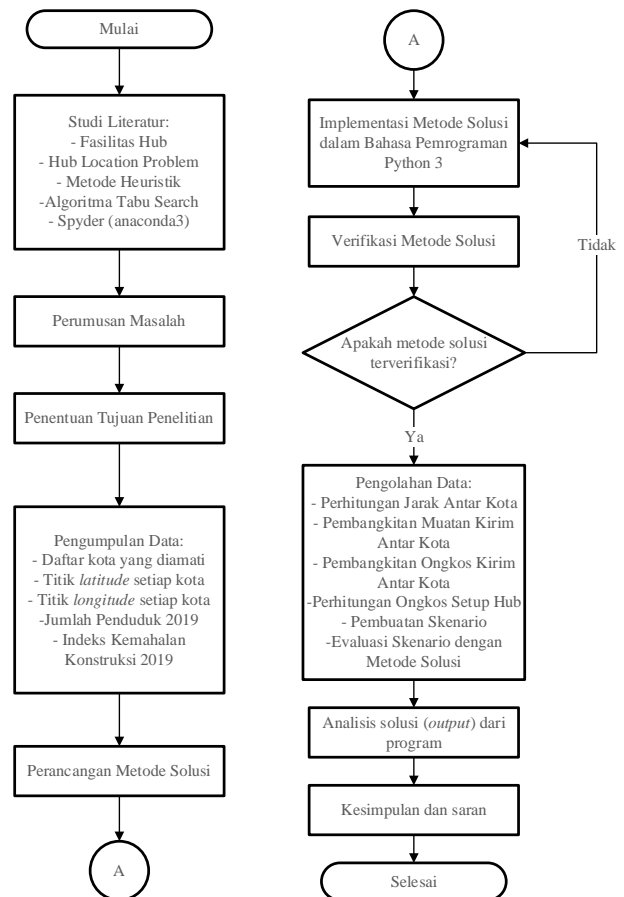 Mulai
Studi Literatur:
- Fasilitas Hub
- Hub Location Problem
- Metode Heuristik
-Algoritma Tabu Search
- Spyder (anaconda3)
Perumusan Masalah
Penentuan Tujuan Penelitian
Pengumpulan Data:
- Daftar kota yang diamati
- Titik latitude setiap kota
- Titik longitude setiap kota
-Jumlah Penduduk 2019
- Indeks Kemahalan
Konstruksi 2019
Perancangan Metode Solusi
A
A
Implementasi Metode Solusi
dalam Bahasa Pemrograman
Python 3
Verifikasi Metode Solusi
Tidak
Apakah metode solusi
terverifikasi?
Ya
Pengolahan Data:
- Perhitungan Jarak Antar Kota
- Pembangkitan Muatan Kirim
Antar Kota
- Pembangkitan Ongkos Kirim
Antar Kota
-Perhitungan Ongkos Setup Hub
- Pembuatan Skenario
-Evaluasi Skenario dengan
Metode Solusi
Analisis solusi (output) dari
program
Kesimpulan dan saran
Selesai